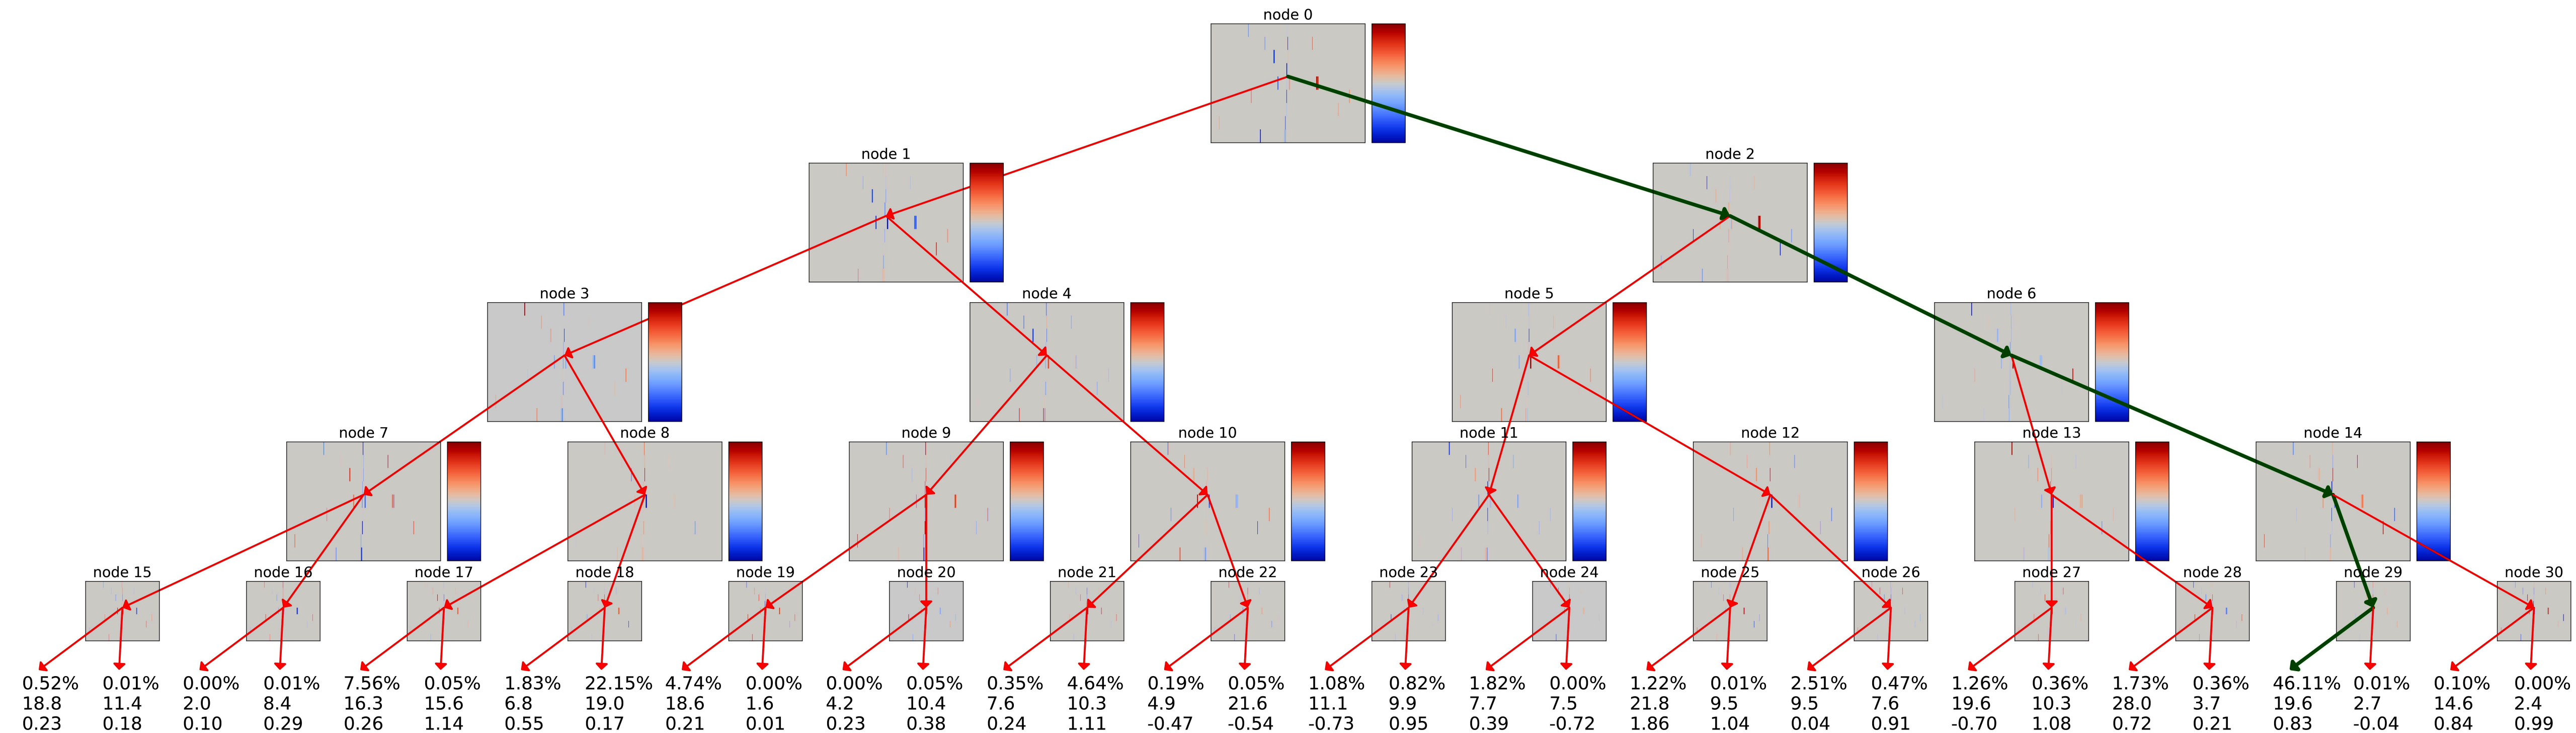 node 0
node 1
node 2
node 3
node 4
node 5
node 6
node 7
node 8
node 9
node 10
node 11
node 12
node 13
node 14
node 15
node 16
node 17
node 18
node 19
node 20
node 21
node 22
node 23
node 24
node 25
node 26
node 27
node 28
node 29
node 30
0.52% 0.01% 0.00% 0.01% 7.56% 0.05% 1.83% 22.15% 4.74% 0.00% 0.00% 0.05% 0.35% 4.64% 0.19% 0.05% 1.08% 0.82% 1.82% 0.00% 1.22% 0.01% 2.51% 0.47% 1.26% 0.36% 1.73% 0.36% 46.11% 0.01% 0.10% 0.00%
18.8 11.4 2.0 8.4 16.3 15.6 6.8 19.0 18.6 1.6 4.2 10.4 7.6 10.3 4.9 21.6 11.1 9.9 7.7 7.5 21.8 9.5 9.5 7.6 19.6 10.3 28.0 3.7 19.6 2.7 14.6 2.4
0.23 0.18 0.10 0.29 0.26 1.14 0.55 0.17 0.21 0.01 0.23 0.38 0.24 1.11 -0.47 -0.54 -0.73 0.95 0.39 -0.72 1.86 1.04 0.04 0.91 -0.70 1.08 0.72 0.21 0.83 -0.04 0.84 0.99